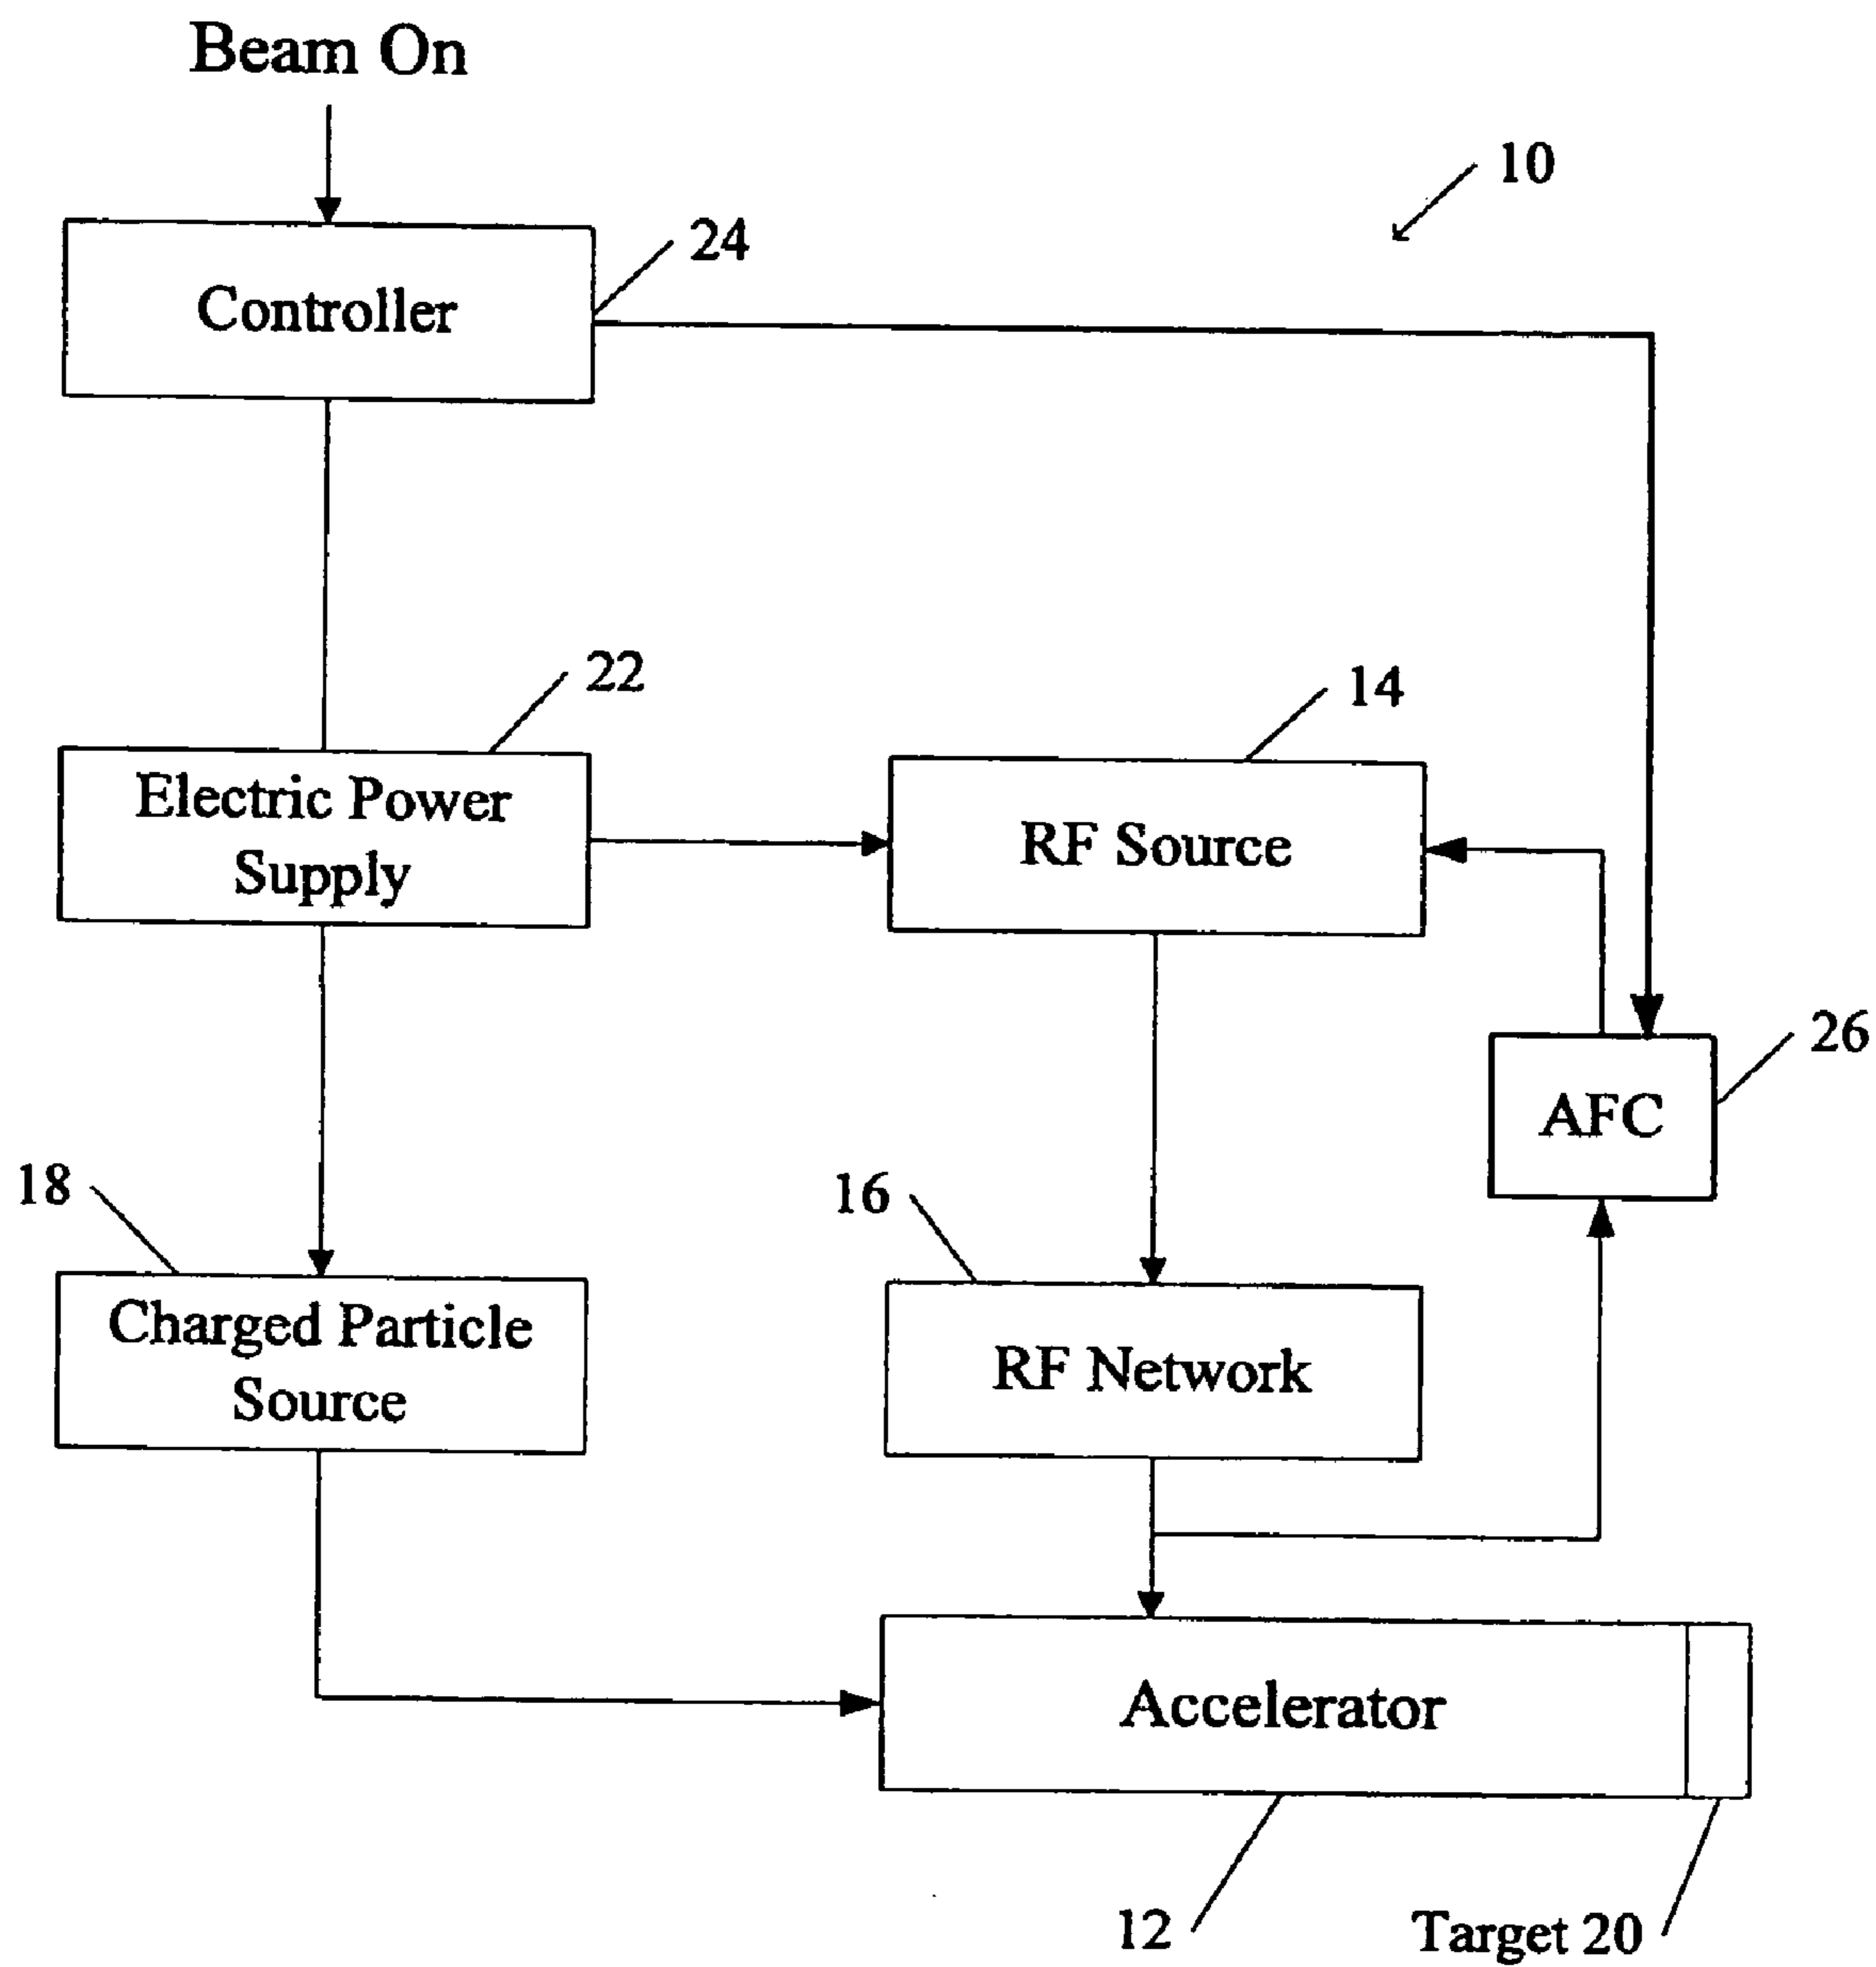 Beam On
10
24
Controller
22
14
Electric Power
Supply
RF Source
26
AFC
18
16
Charged Particle
Source
RF Network
Accelerator
12
Target 20